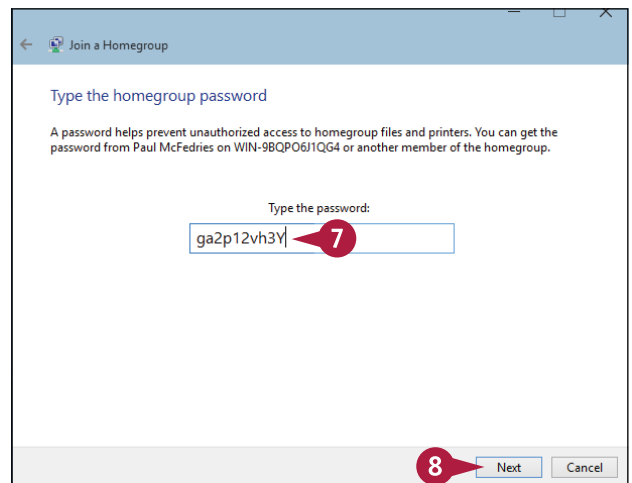 Join a Homegroup
Type the homegroup password
A password helps prevent unauthorized access to homegroup files and printers. You can get the
password from Paul McFedries on WIN-9BQPO6J1QG4 or another member of the homegroup.
Type the password:
ga2p12vh3Y 7
8 Next Cancel